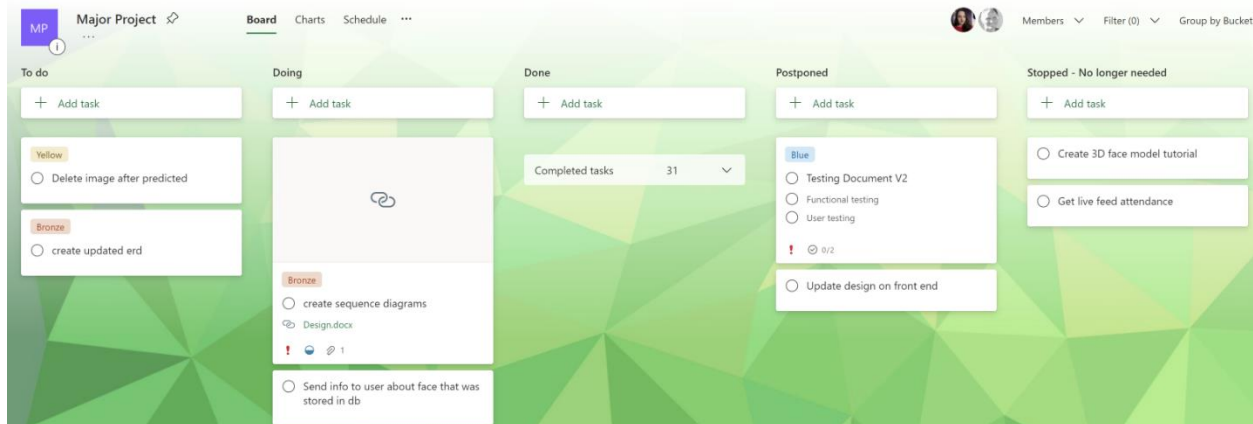 MP
Major Project
...
i
Board Charts Schedule ...
Members Filter (0) Group by Bucket
To do
+ Add task
Yellow
Delete image after predicted
Bronze
create updated erd
Doing
+ Add task
Bronze
create sequence diagrams
Design.docx
! 1
Send info to user about face that was
stored in db
Done
+ Add task
Completed tasks 31
Postponed
+ Add task
Blue
Testing Document V2
Functional testing
User testing
! 0/2
Update design on front end
Stopped - No longer needed
+ Add task
Create 3D face model tutorial
Get live feed attendance